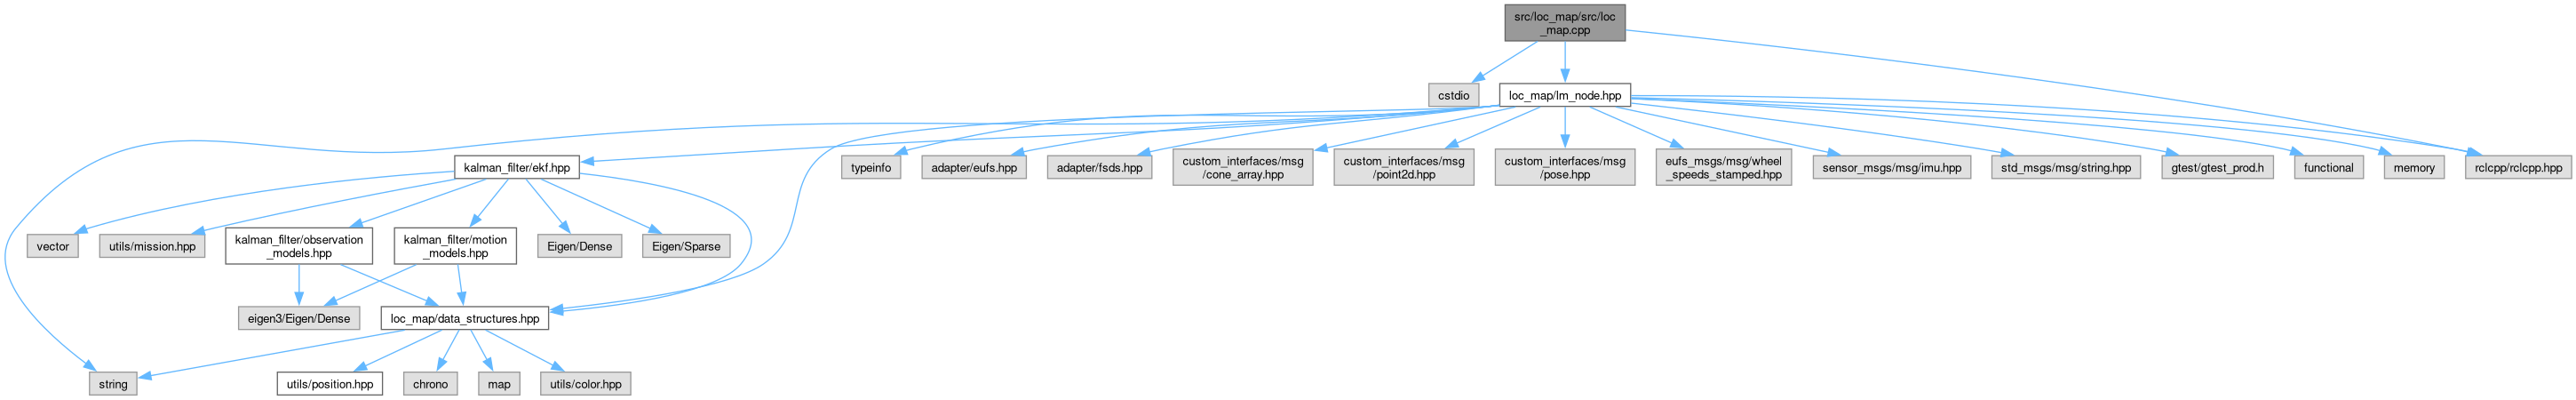 src/loc_map/src/loc
_map.cpp
cstdio
loc_map/lm_node.hpp
kalman_filter/ekf.hpp
typeinfo
adapter/eufs.hpp
adapter/fsds.hpp
custom_interfaces/msg
/cone_array.hpp
custom_interfaces/msg
/point2d.hpp
custom_interfaces/msg
/pose.hpp
eufs_msgs/msg/wheel
_speeds_stamped.hpp
sensor_msgs/msg/imu.hpp
std_msgs/msg/string.hpp
gtest/gtest_prod.h
functional
memory
rclcpp/rclcpp.hpp
vector
utils/mission.hpp
kalman_filter/observation
_models.hpp
kalman_filter/motion
_models.hpp
Eigen/Dense
Eigen/Sparse
eigen3/Eigen/Dense
loc_map/data_structures.hpp
string
utils/position.hpp
chrono
map
utils/color.hpp